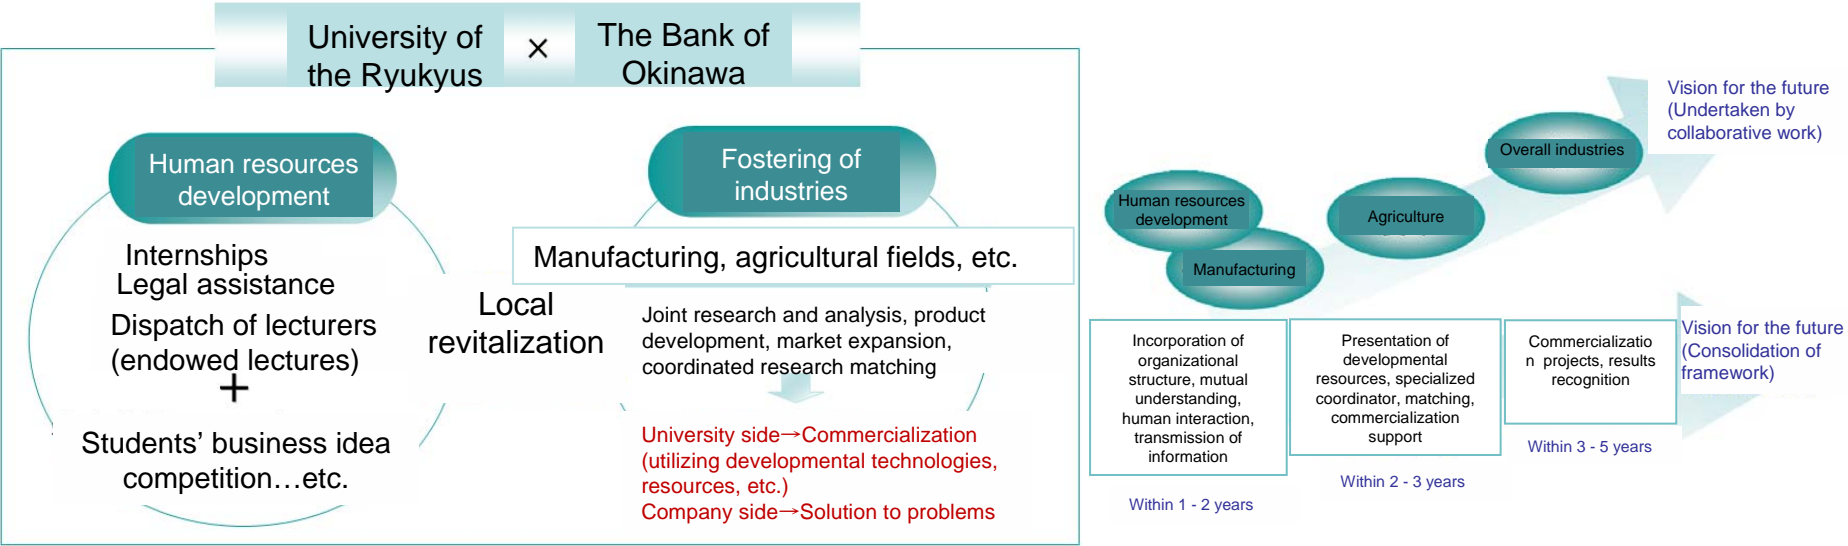 University of
the Ryukyus
×
The Bank of
Okinawa
Human resources
development
Internships
Legal assistance
Dispatch of lecturers
(endowed lectures)
+
Students’ business idea
competition…etc.
Local
revitalization
Fostering of
industries
Manufacturing, agricultural fields, etc.
Joint research and analysis, product
development, market expansion,
coordinated research matching
University side→Commercialization
(utilizing developmental technologies,
resources, etc.)
Company side→Solution to problems
Human resources
development
Manufacturing
Agriculture
Overall industries
Vision for the future
(Undertaken by
collaborative work)
Incorporation of
organizational
structure, mutual
understanding,
human interaction,
transmission of
information
Within 1 - 2 years
Presentation of
developmental
resources, specialized
coordinator, matching,
commercialization
support
Within 2 - 3 years
Commercializatio
n projects, results
recognition
Within 3 - 5 years
Vision for the future
(Consolidation of
framework)